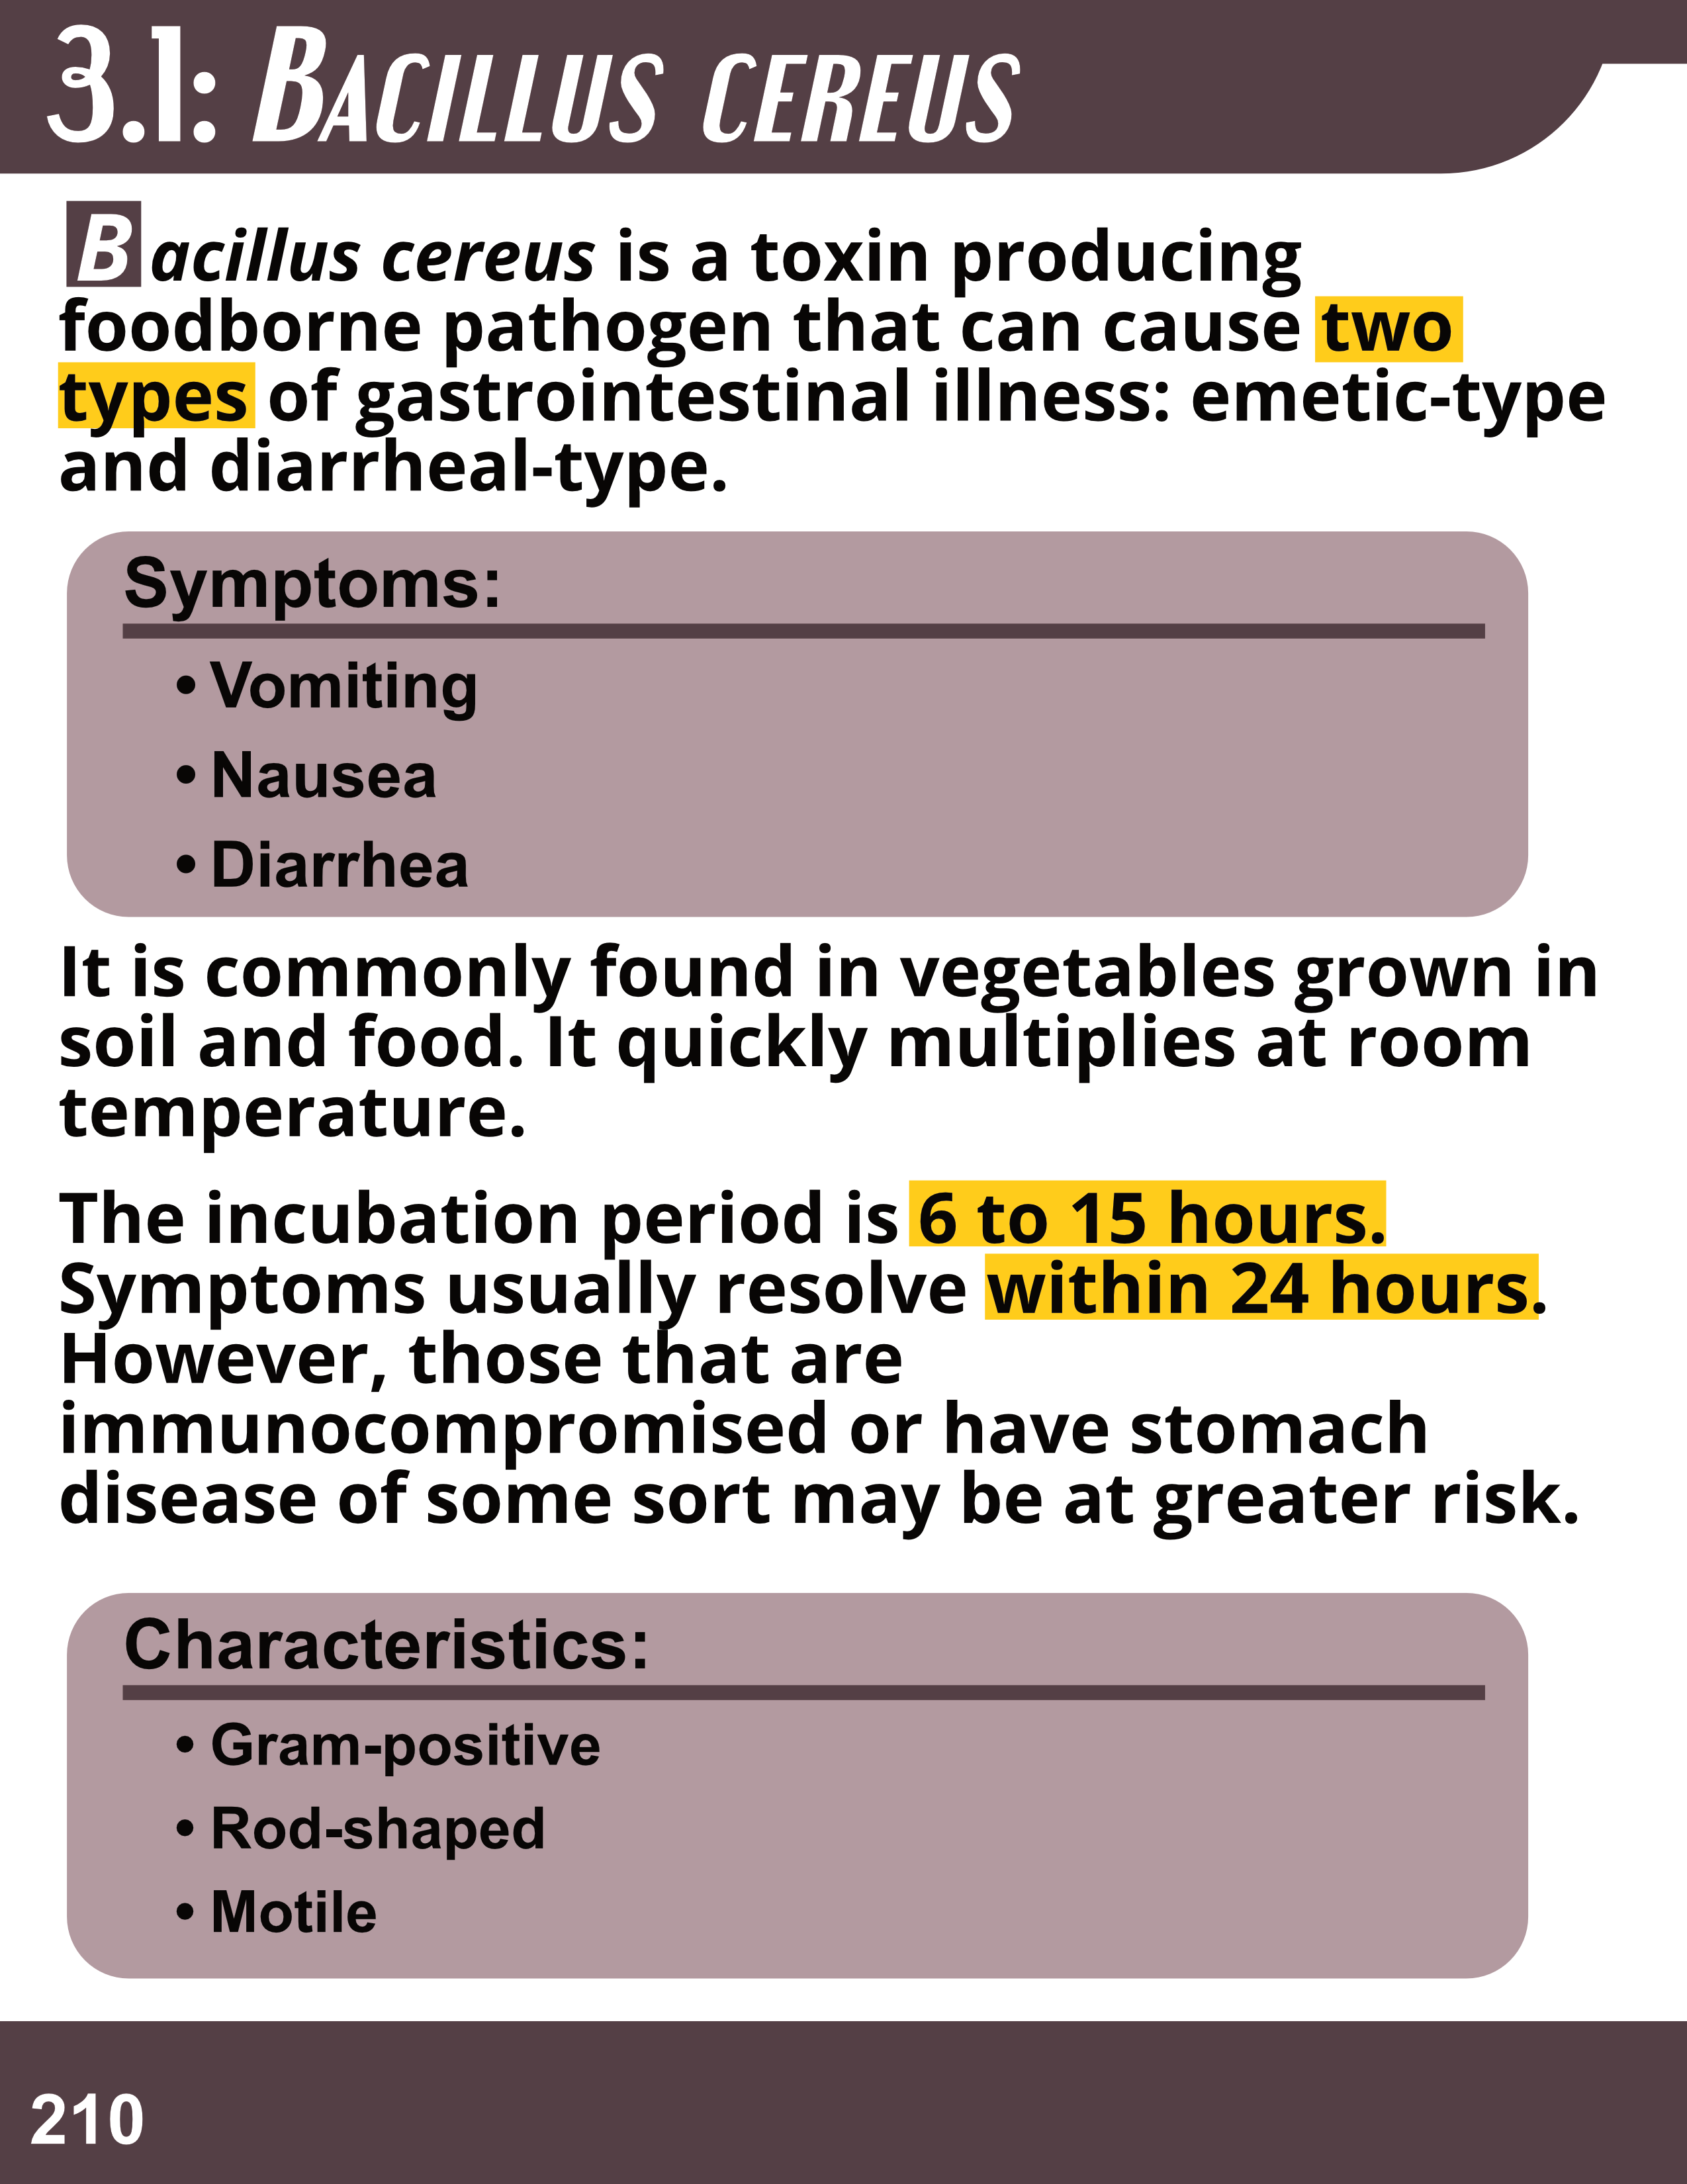 3.1: BACILLUS CEREUS
Bacillus cereus is a toxin producing
foodborne pathogen that can cause two
types of gastrointestinal illness: emetic-type
and diarrheal-type.
Symptoms:
• Vomiting
• Nausea
• Diarrhea
It is commonly found in vegetables grown in
soil and food. It quickly multiplies at room
temperature.
The incubation period is 6 to 15 hours.
Symptoms usually resolve within 24 hours.
However, those that are
immunocompromised or have stomach
disease of some sort may be at greater risk.
Characteristics:
• Gram-positive
• Rod-shaped
• Motile
210